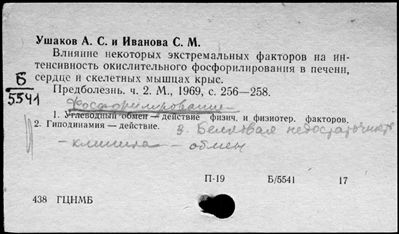 Ушаков А. С. и Иванова С. М.
Влияние некоторых экстремальных факторов на ин-
тенсивность окислительного фосфорилирования в печени,
сердце и скелетных мышцах крыс.
Б
5541
Предболезнь. ч. 2. М., 1969, с. 256—258.
Фосфорилирование
1. Углеводный обмен — действие физич. и физиотер. факторов.
2. Гиподинамия — действие. 3. Белковая недостаточность
- клиника - обмен
П-19 Б/5541 17
438 ГЦНМБ